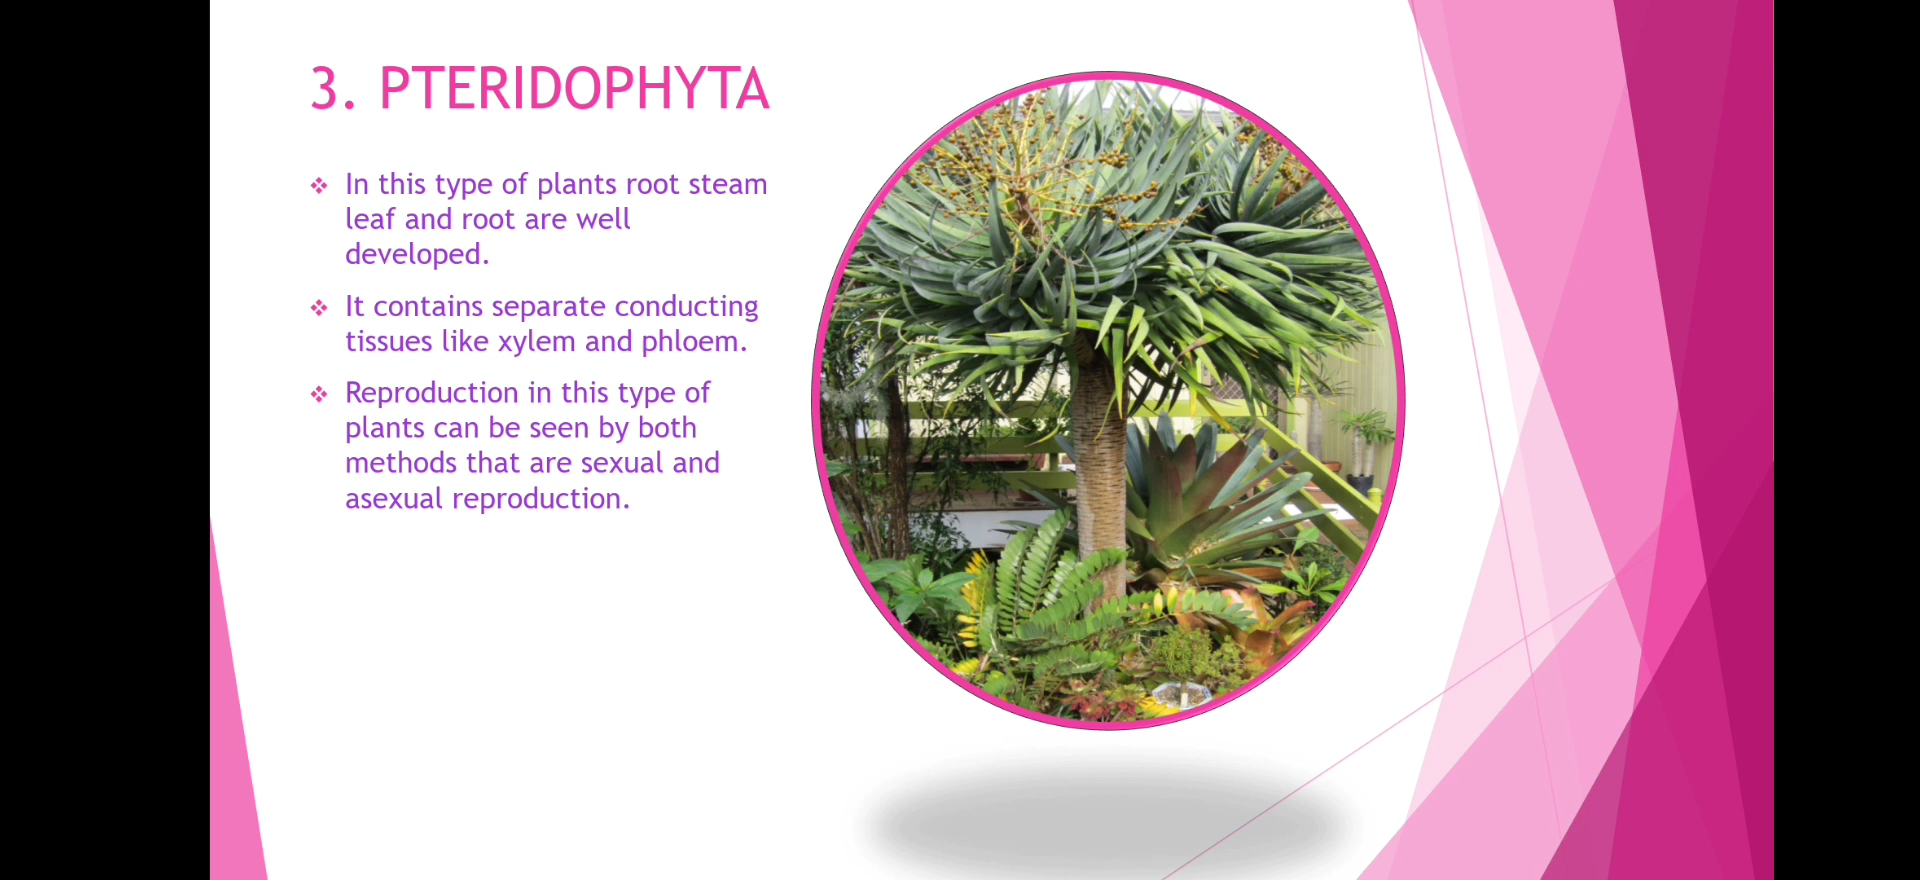 3. PTERIDOPHYTA
In this type of plants root steam
leaf and root are well
developed.
It contains separate conducting
tissues like xylem and phloem.
Reproduction in this type of
plants can be seen by both
methods that are sexual and
asexual reproduction.